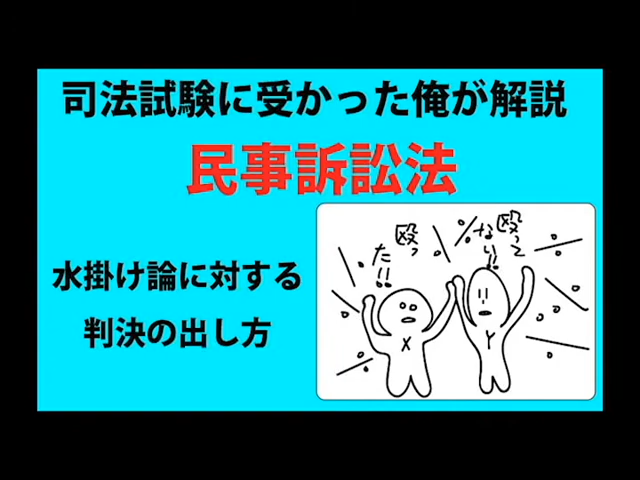 司法試験に受かった俺が解説
民事訴訟法
水掛け論に対する
判決の出し方
殴っ
た!!
殴って
ない!!
X
Y